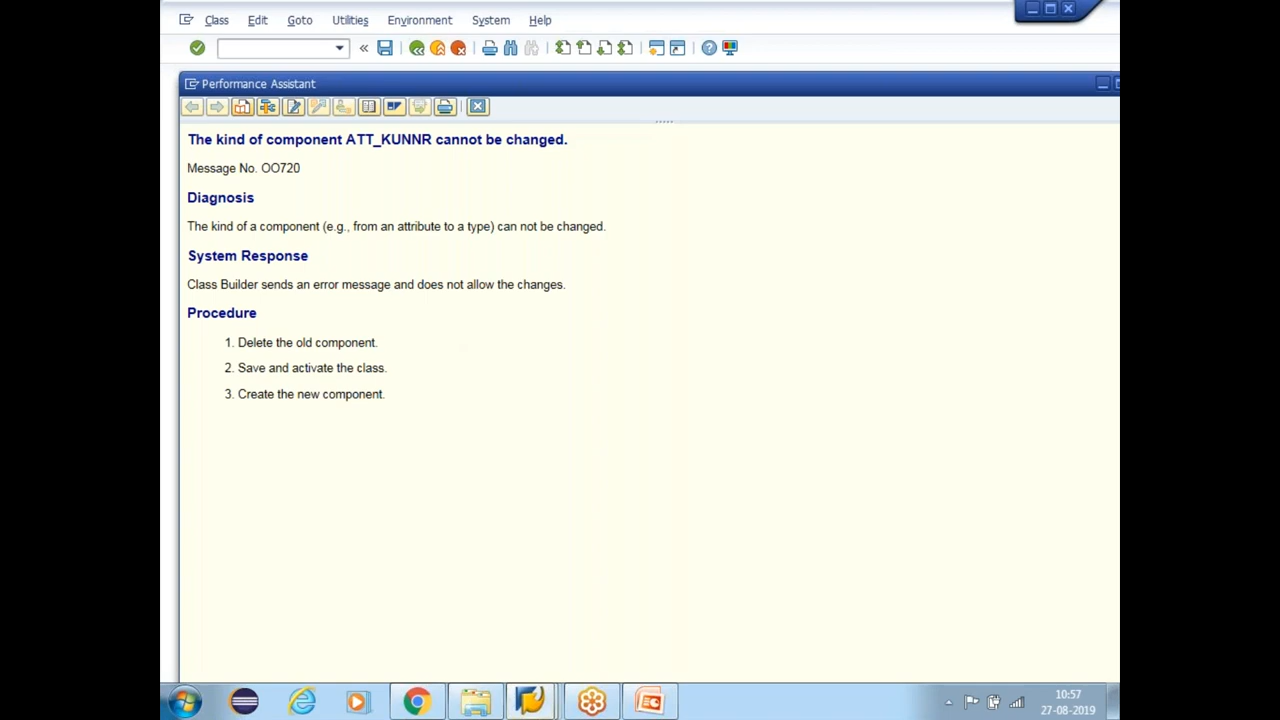 Class Edit Goto Utilities Environment System Help
Performance Assistant
The kind of component ATT_KUNNR cannot be changed.
Message No. OO720
Diagnosis
The kind of a component (e.g., from an attribute to a type) can not be changed.
System Response
Class Builder sends an error message and does not allow the changes.
Procedure
1. Delete the old component.
2. Save and activate the class.
3. Create the new component.
10:57
27-08-2019